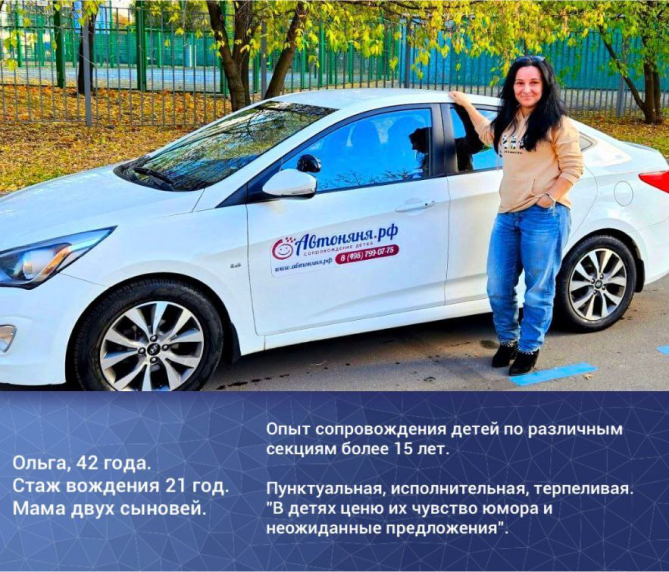 Автоняня.рф
СОПРОВОЖДЕНИЕ ДЕТЕЙ
www.автоняня.рф 8 (495) 799-07-75
Ольга, 42 года.
Стаж вождения 21 год.
Мама двух сыновей.
Опыт сопровождения детей по различным
секциям более 15 лет.
Пунктуальная, исполнительная, терпеливая.
"В детях ценю их чувство юмора и
неожиданные предложения".